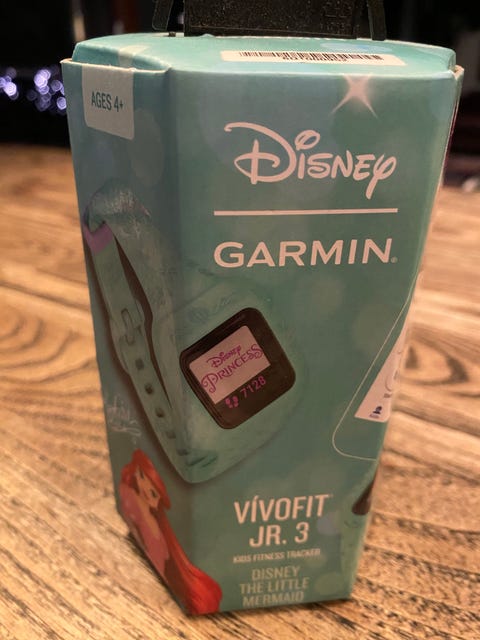 AGES 4+
Disney
GARMIN®
Disney
PRINCESS
7128
VÍVOFIT®
JR. 3
KIDS FITNESS TRACKER
DISNEY
THE LITTLE
MERMAID